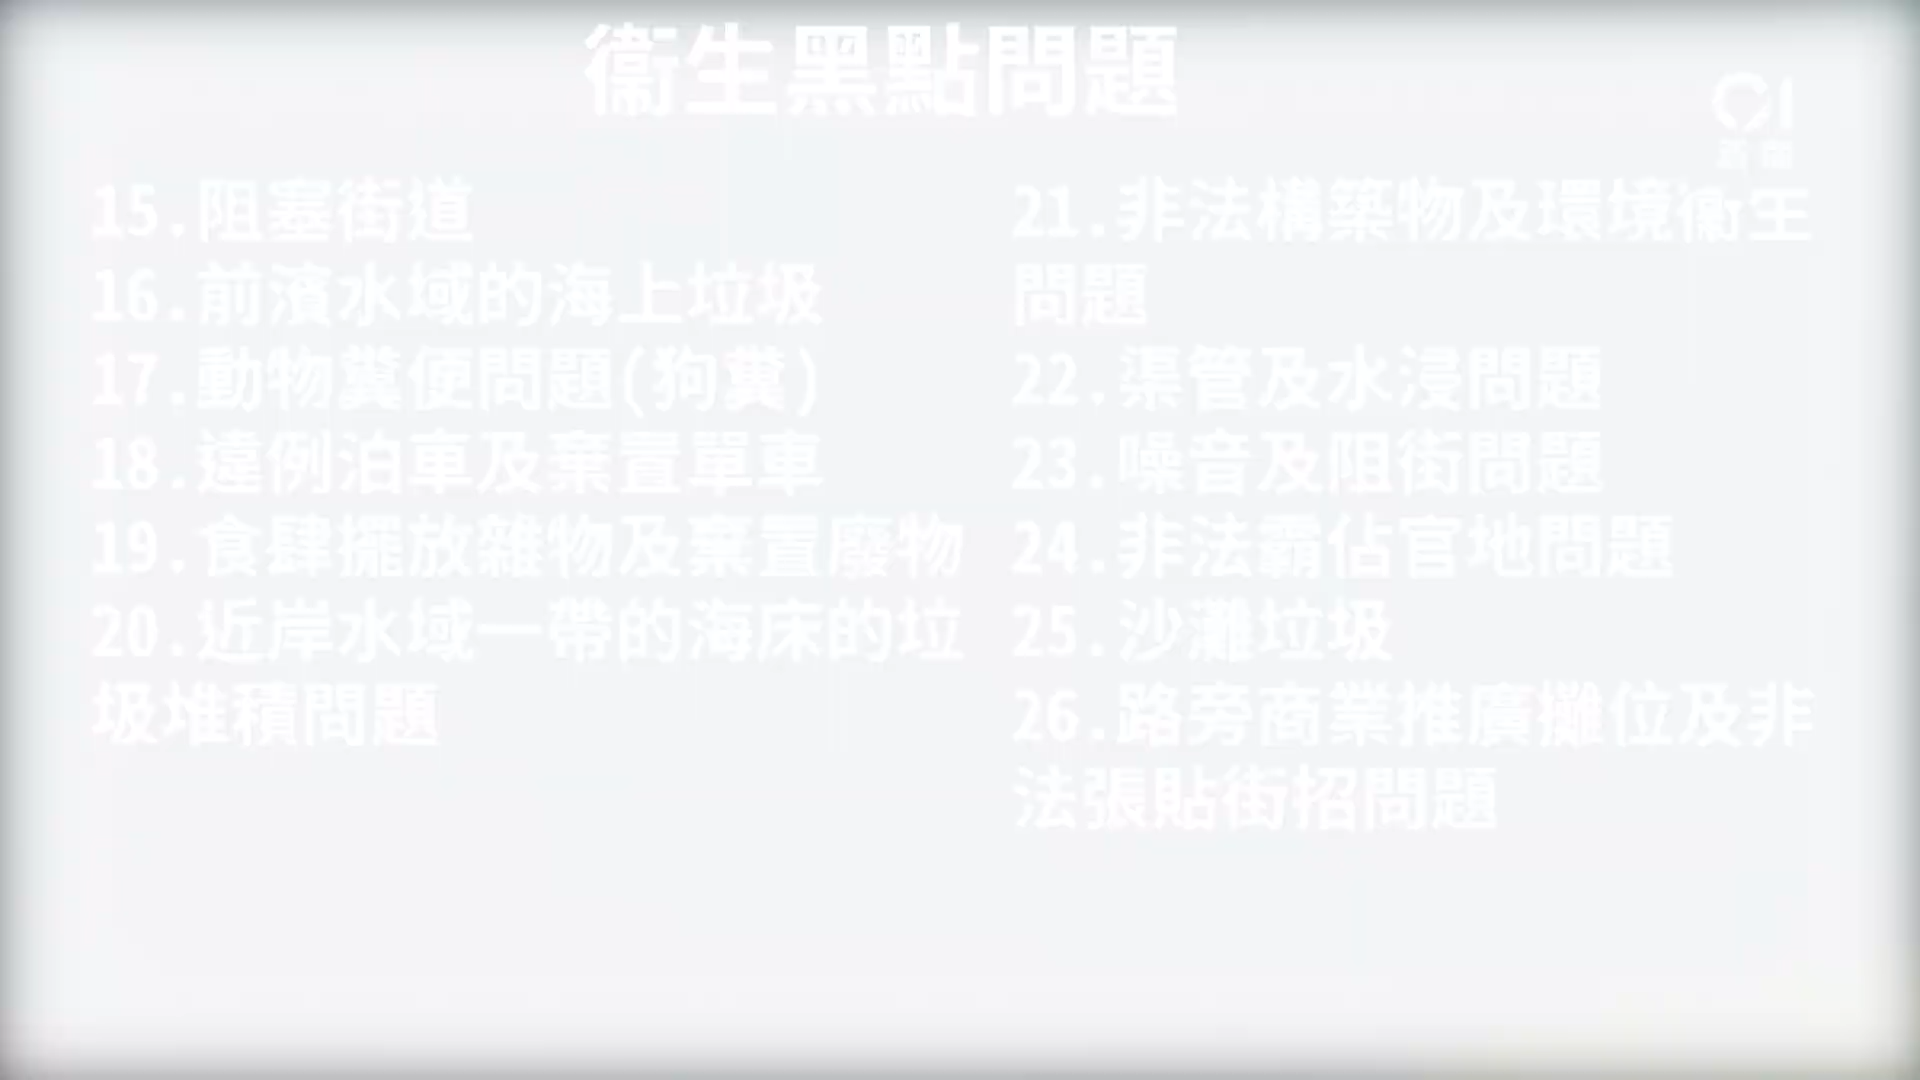 衞生黑點問題
01
15.阻塞街道
16.前濱水域的海上垃圾
17.動物糞便問題(狗糞)
18.違例泊車及棄置單車
19.食肆擺放雜物及棄置廢物
20.近岸水域一帶的海床的垃
圾堆積問題
21.非法構築物及環境衞生
問題
22.渠管及水浸問題
23.噪音及阻街問題
24.非法霸佔官地問題
25.沙灘垃圾
26.路旁商業推廣攤位及非
法張貼街招問題